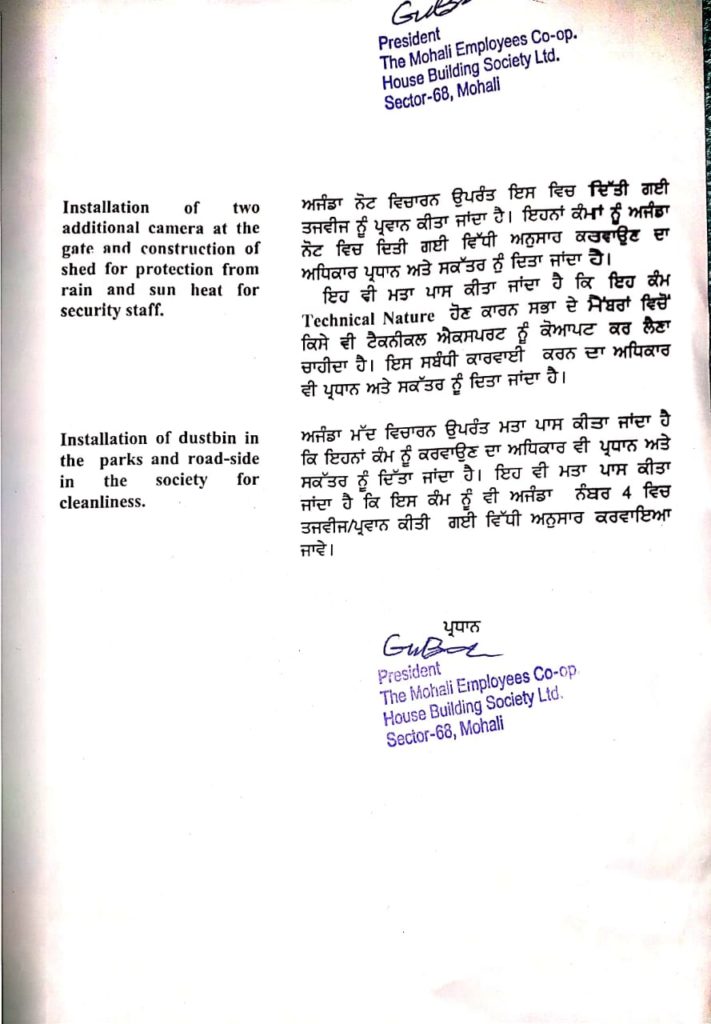 President
The Mohali Employees Co-op.
House Building Society Ltd.
Sector-68, Mohali
Installation of two
additional camera at the
gate and construction of
shed for protection from
rain and sun heat for
security staff.
ਅਜੰਡਾ ਨੋਟ ਵਿਚਾਰਨ ਉਪਰੰਤ ਇਸ ਵਿਚ ਦਿੱਤੀ ਗਈ
ਤਜਵੀਜ ਨੂੰ ਪ੍ਰਵਾਨ ਕੀਤਾ ਜਾਂਦਾ ਹੈ। ਇਹਨਾਂ ਕੰਮਾਂ ਨੂੰ ਅਜੰਡਾ
ਨੋਟ ਵਿਚ ਦਿਤੀ ਗਈ ਵਿੱਧੀ ਅਨੁਸਾਹ ਕਰਵਾਉਣ ਦਾ
ਅਧਿਕਾਰ ਪ੍ਰਧਾਨ ਅਤੇ ਸਕੱਤਰ ਨੂੰ ਦਿਤਾ ਜਾਂਦਾ ਹੈ।
ਇਹ ਵੀ ਮਤਾ ਪਾਸ ਕੀਤਾ ਜਾਂਦਾ ਹੈ ਕਿ ਇਹ ਕੰਮ
Technical Nature ਹੋਣ ਕਾਰਨ ਸਭਾ ਦੇ ਮੈਂਬਰਾਂ ਵਿਚੋਂ
ਕਿਸੇ ਵੀ ਟੈਕਨੀਕਲ ਐਕਸਪਰਟ ਨੂੰ ਕੋਆਪਟ ਕਰ ਲੈਣਾ
ਚਾਹੀਦਾ ਹੈ। ਇਸ ਸਬੰਧੀ ਕਾਰਵਾਈ ਕਰਨ ਦਾ ਅਧਿਕਾਰ
ਵੀ ਪ੍ਰਧਾਨ ਅਤੇ ਸਕੱਤਰ ਨੂੰ ਦਿਤਾ ਜਾਂਦਾ ਹੈ।
Installation of dustbin in
the parks and road-side
in the society for
cleanliness.
ਅਜੰਡਾ ਮੱਦ ਵਿਚਾਰਨ ਉਪਰੰਤ ਮਤਾ ਪਾਸ ਕੀਤਾ ਜਾਂਦਾ ਹੈ
ਕਿ ਇਹਨਾਂ ਕੰਮ ਨੂੰ ਕਰਵਾਉਣ ਦਾ ਅਧਿਕਾਰ ਵੀ ਪ੍ਰਧਾਨ ਅਤੇ
ਸਕੱਤਰ ਨੂੰ ਦਿੱਤਾ ਜਾਂਦਾ ਹੈ। ਇਹ ਵੀ ਮਤਾ ਪਾਸ ਕੀਤਾ
ਜਾਂਦਾ ਹੈ ਕਿ ਇਸ ਕੰਮ ਨੂੰ ਵੀ ਅਜੰਡਾ ਨੰਬਰ 4 ਵਿਚ
ਤਜਵੀਜ/ਪ੍ਰਵਾਨ ਕੀਤੀ ਗਈ ਵਿੱਧੀ ਅਨੁਸਾਰ ਕਰਵਾਇਆ
ਜਾਵੇ।
ਪ੍ਰਧਾਨ
President
The Mohali Employees Co-op.
House Building Society Ltd.
Sector-68, Mohali